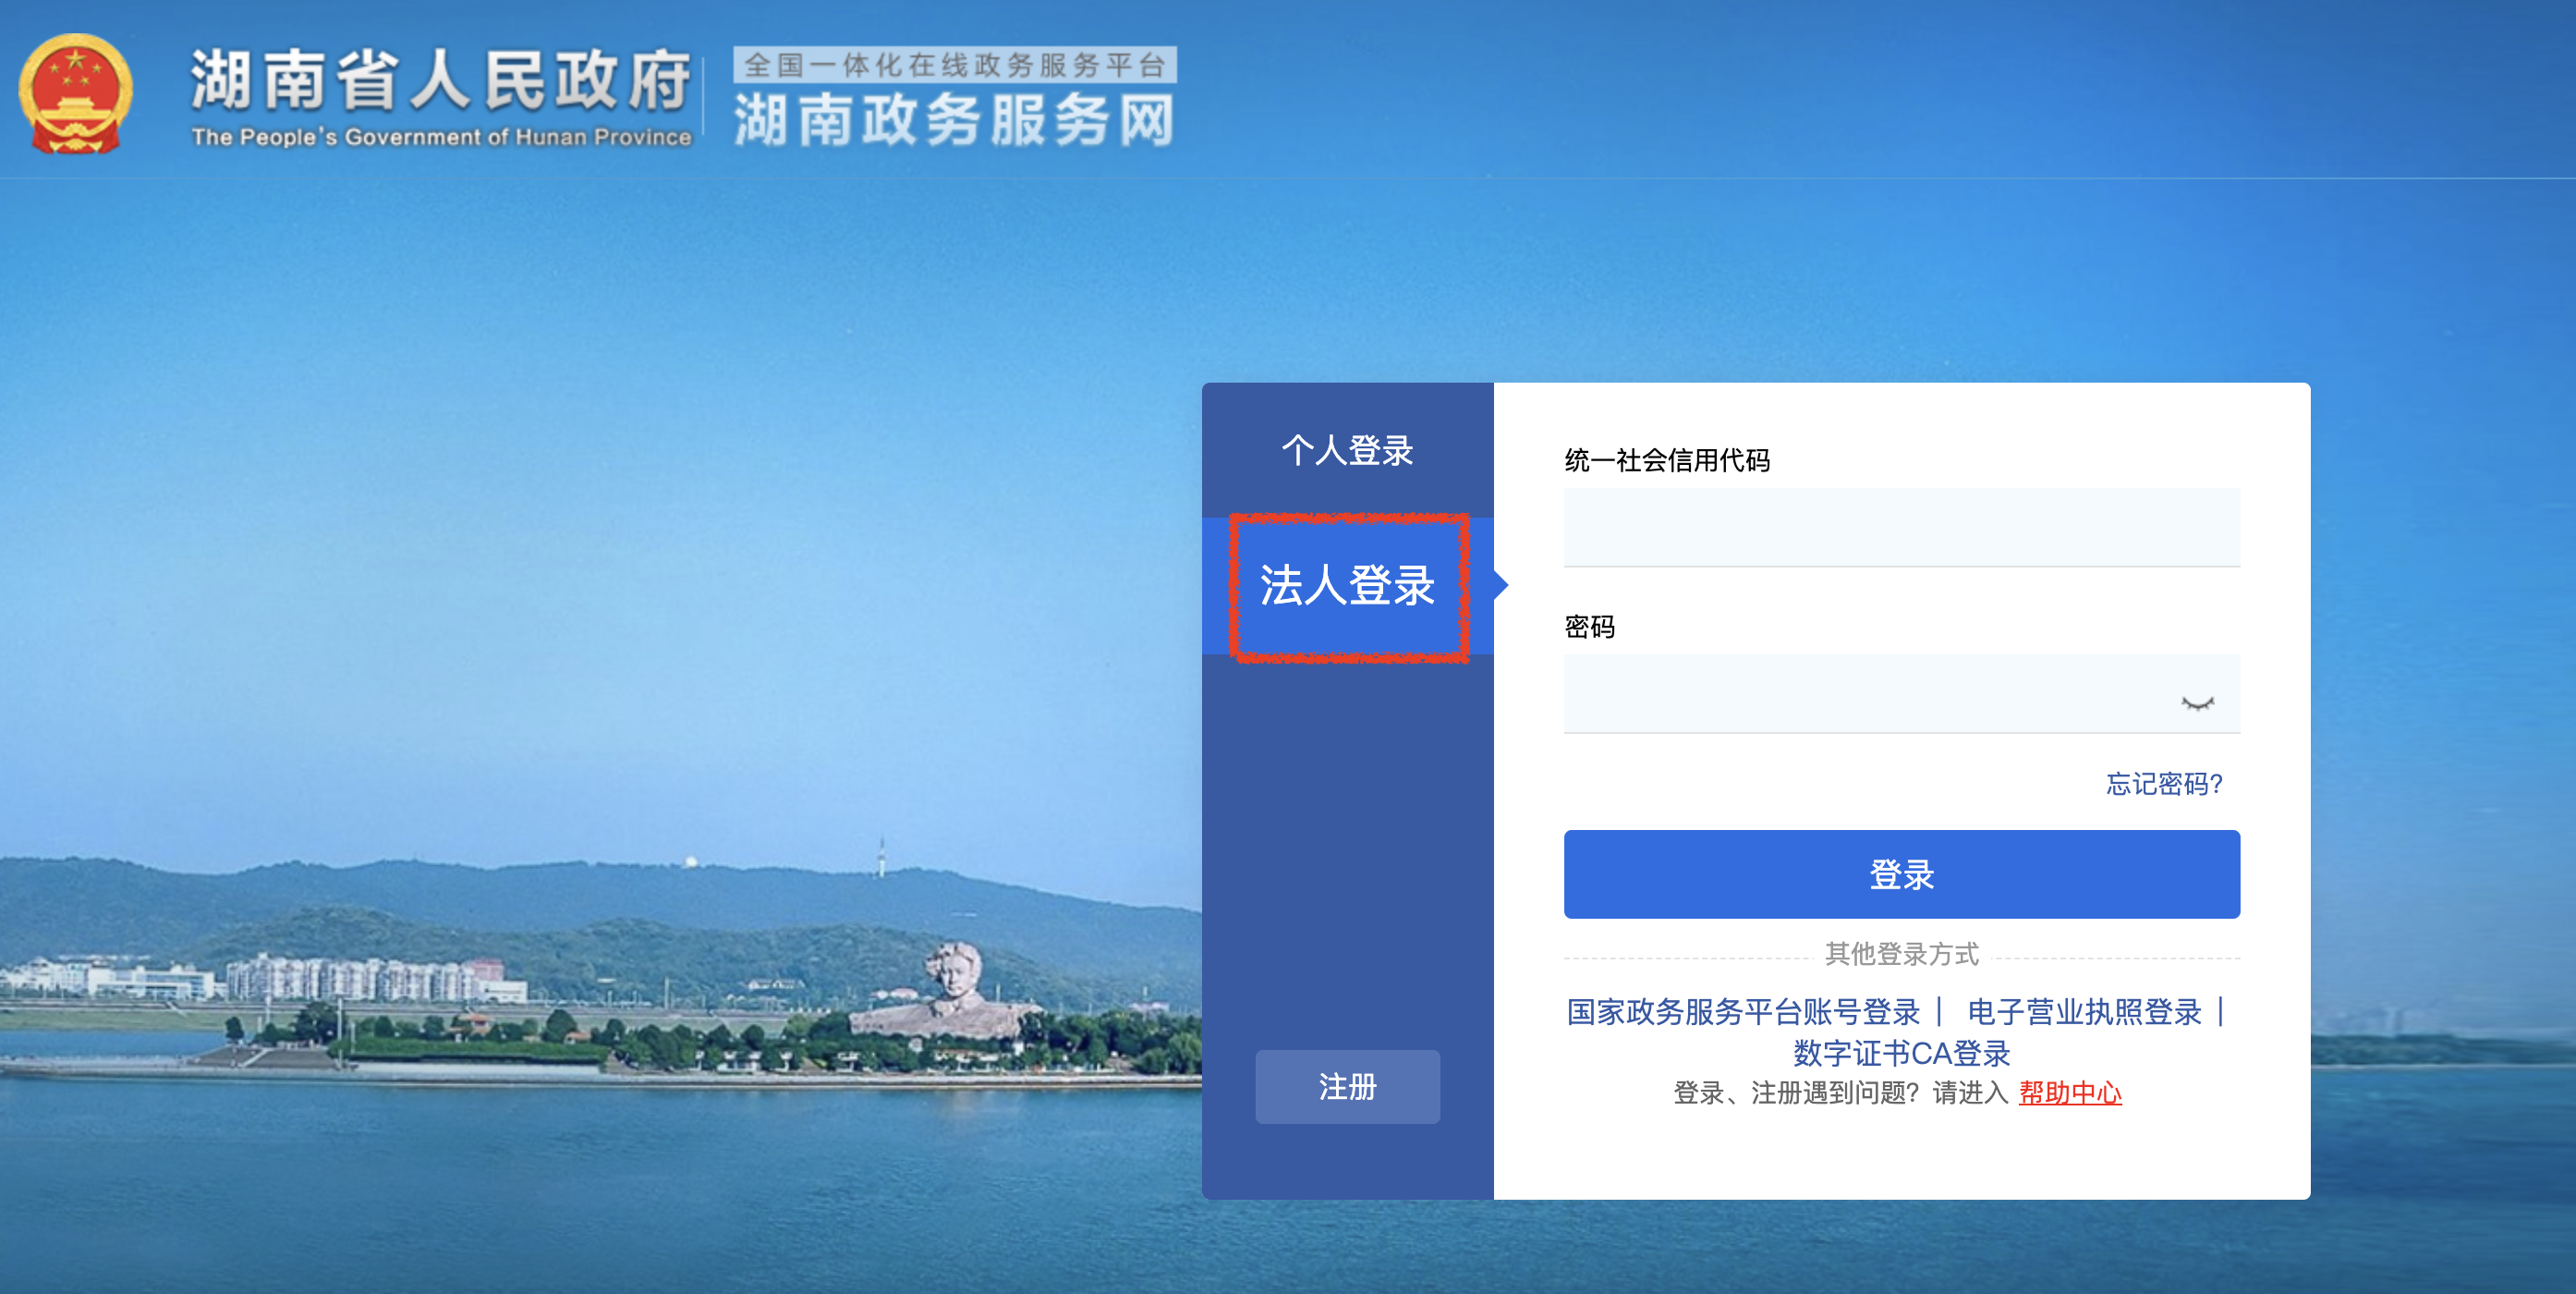 湖南省人民政府
The People's Government of Hunan Province
全国一体化在线政务服务平台
湖南政务服务网
个人登录
法人登录
注册
统一社会信用代码
密码
忘记密码?
登录
其他登录方式
国家政务服务平台账号登录 | 电子营业执照登录 |
数字证书CA登录
登录、注册遇到问题? 请进入 帮助中心